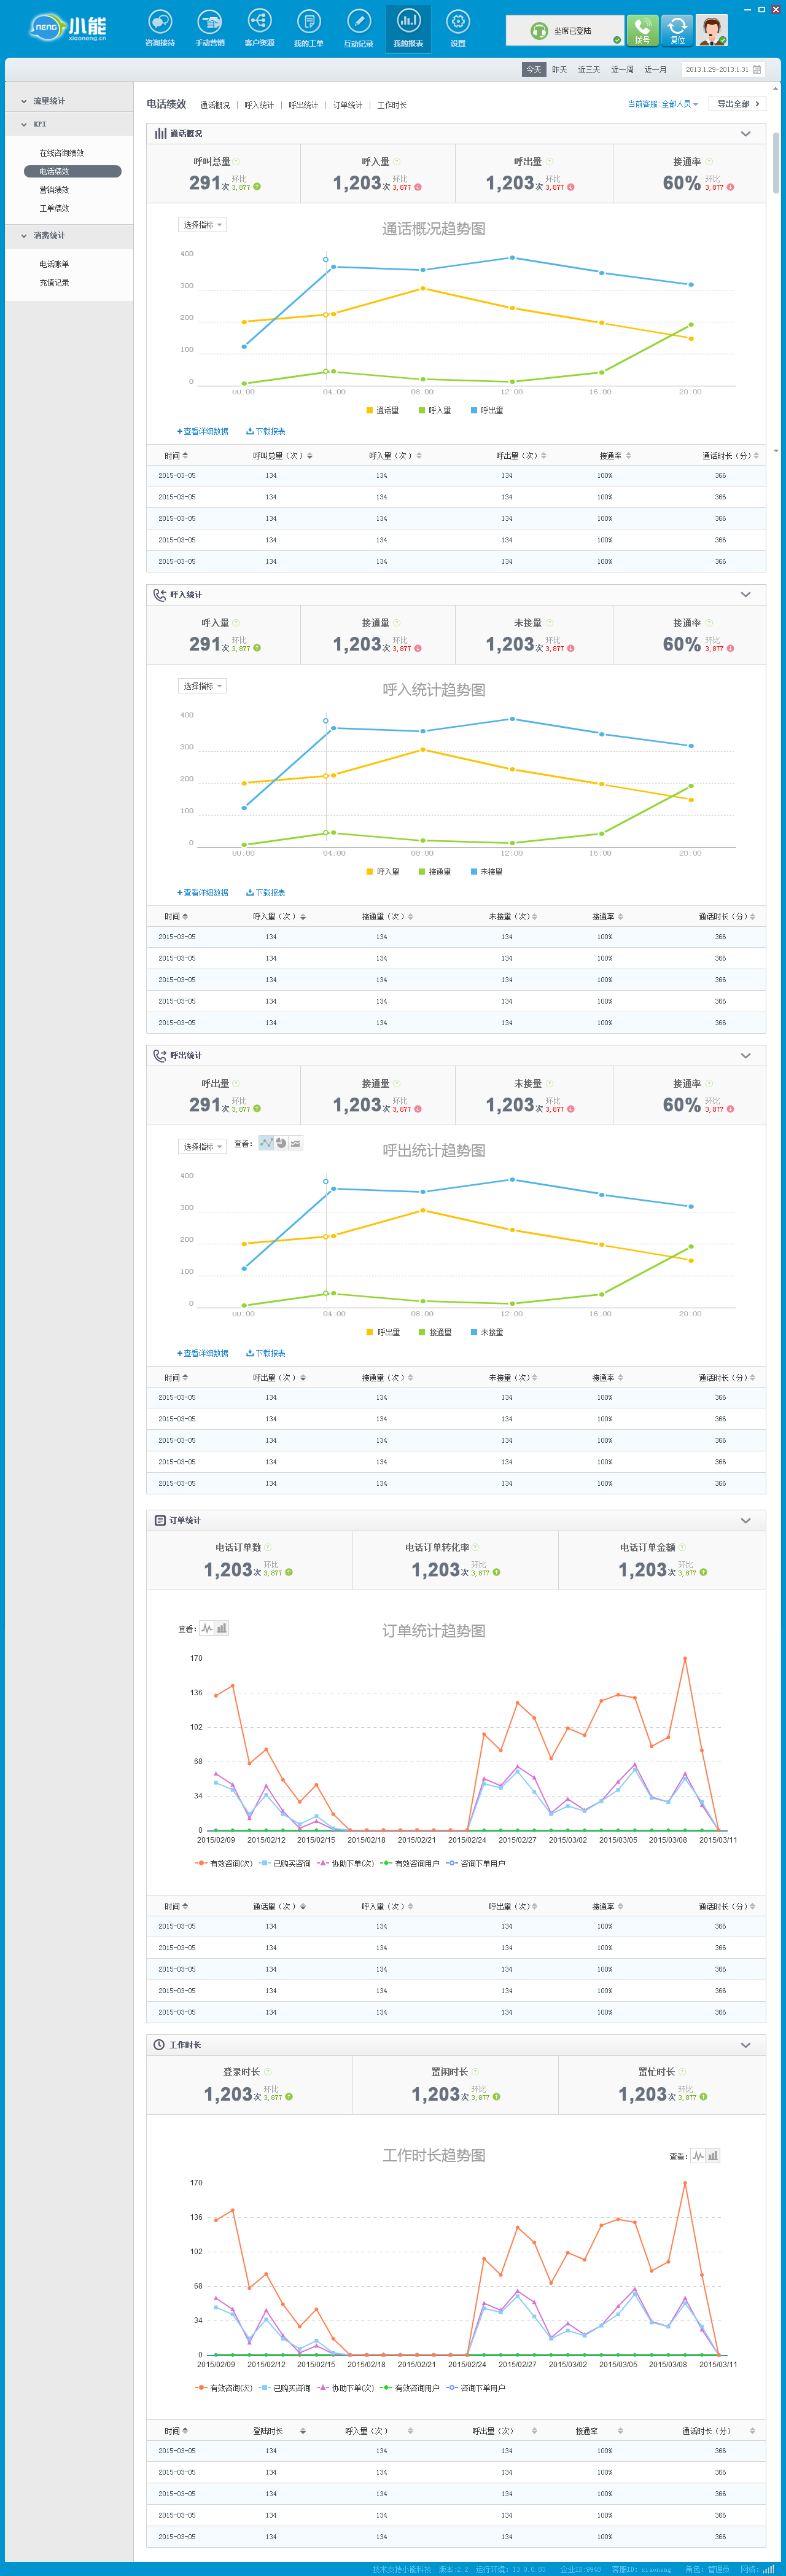 NENG 小能 xiaoneng.cn
咨询接待 手动营销 客户资源 我的工单 互动记录 我的报表 设置 坐席已登陆 拨号 复位
今天 昨天 近三天 近一周 近一月 2013.1.29-2013.1.31
流量统计
KPI
在线咨询绩效
电话绩效
营销绩效
工单绩效
消费统计
电话账单
充值记录
电话绩效 通话概况 | 呼入统计 | 呼出统计 | 订单统计 | 工作时长 当前客服:全部人员 导出全部
通话概况
呼叫总量 呼入量 呼出量 接通率
291次 环比 3,877 1,203次 环比 3,877 1,203次 环比 3,877 60% 环比 3,877
选择指标 通话概况趋势图
400
300
200
100
0
00:00 04:00 08:00 12:00 16:00 20:00
通话量 呼入量 呼出量
+查看详细数据 下载报表
时间 呼叫总量（次） 呼入量（次） 呼出量（次） 接通率 通话时长（分）
2015-03-05 134 134 134 100% 366
2015-03-05 134 134 134 100% 366
2015-03-05 134 134 134 100% 366
2015-03-05 134 134 134 100% 366
2015-03-05 134 134 134 100% 366
呼入统计
呼入量 接通量 未接量 接通率
291次 环比 3,877 1,203次 环比 3,877 1,203次 环比 3,877 60% 环比 3,877
选择指标 呼入统计趋势图
400
300
200
100
0
00:00 04:00 08:00 12:00 16:00 20:00
呼入量 接通量 未接量
+查看详细数据 下载报表
时间 呼入量（次） 接通量（次） 未接量（次） 接通率 通话时长（分）
2015-03-05 134 134 134 100% 366
2015-03-05 134 134 134 100% 366
2015-03-05 134 134 134 100% 366
2015-03-05 134 134 134 100% 366
2015-03-05 134 134 134 100% 366
呼出统计
呼出量 接通量 未接量 接通率
291次 环比 3,877 1,203次 环比 3,877 1,203次 环比 3,877 60% 环比 3,877
选择指标 查看: 呼出统计趋势图
400
300
200
100
0
00:00 04:00 08:00 12:00 16:00 20:00
呼出量 接通量 未接量
+查看详细数据 下载报表
时间 呼出量（次） 接通量（次） 未接量（次） 接通率 通话时长（分）
2015-03-05 134 134 134 100% 366
2015-03-05 134 134 134 100% 366
2015-03-05 134 134 134 100% 366
2015-03-05 134 134 134 100% 366
2015-03-05 134 134 134 100% 366
订单统计
电话订单数 电话订单转化率 电话订单金额
1,203次 环比 3,877 1,203次 环比 3,877 1,203次 环比 3,877
查看: 订单统计趋势图
170
136
102
68
34
0
2015/02/09 2015/02/12 2015/02/15 2015/02/18 2015/02/21 2015/02/24 2015/02/27 2015/03/02 2015/03/05 2015/03/08 2015/03/11
有效咨询(次) 已购买咨询 协助下单(次) 有效咨询用户 咨询下单用户
时间 通话量（次） 呼入量（次） 呼出量（次） 接通率 通话时长（分）
2015-03-05 134 134 134 100% 366
2015-03-05 134 134 134 100% 366
2015-03-05 134 134 134 100% 366
2015-03-05 134 134 134 100% 366
2015-03-05 134 134 134 100% 366
工作时长
登录时长 置闲时长 置忙时长
1,203次 环比 3,877 1,203次 环比 3,877 1,203次 环比 3,877
工作时长趋势图 查看:
170
136
102
68
34
0
2015/02/09 2015/02/12 2015/02/15 2015/02/18 2015/02/21 2015/02/24 2015/02/27 2015/03/02 2015/03/05 2015/03/08 2015/03/11
有效咨询(次) 已购买咨询 协助下单(次) 有效咨询用户 咨询下单用户
时间 登陆时长 呼入量（次） 呼出量（次） 接通率 通话时长（分）
2015-03-05 134 134 134 100% 366
2015-03-05 134 134 134 100% 366
2015-03-05 134 134 134 100% 366
2015-03-05 134 134 134 100% 366
2015-03-05 134 134 134 100% 366
技术支持小能科技 版本:2.2 运行环境: 13.0.0.83 企业ID:9948 客服ID: xiaoneng 角色: 管理员 网络: